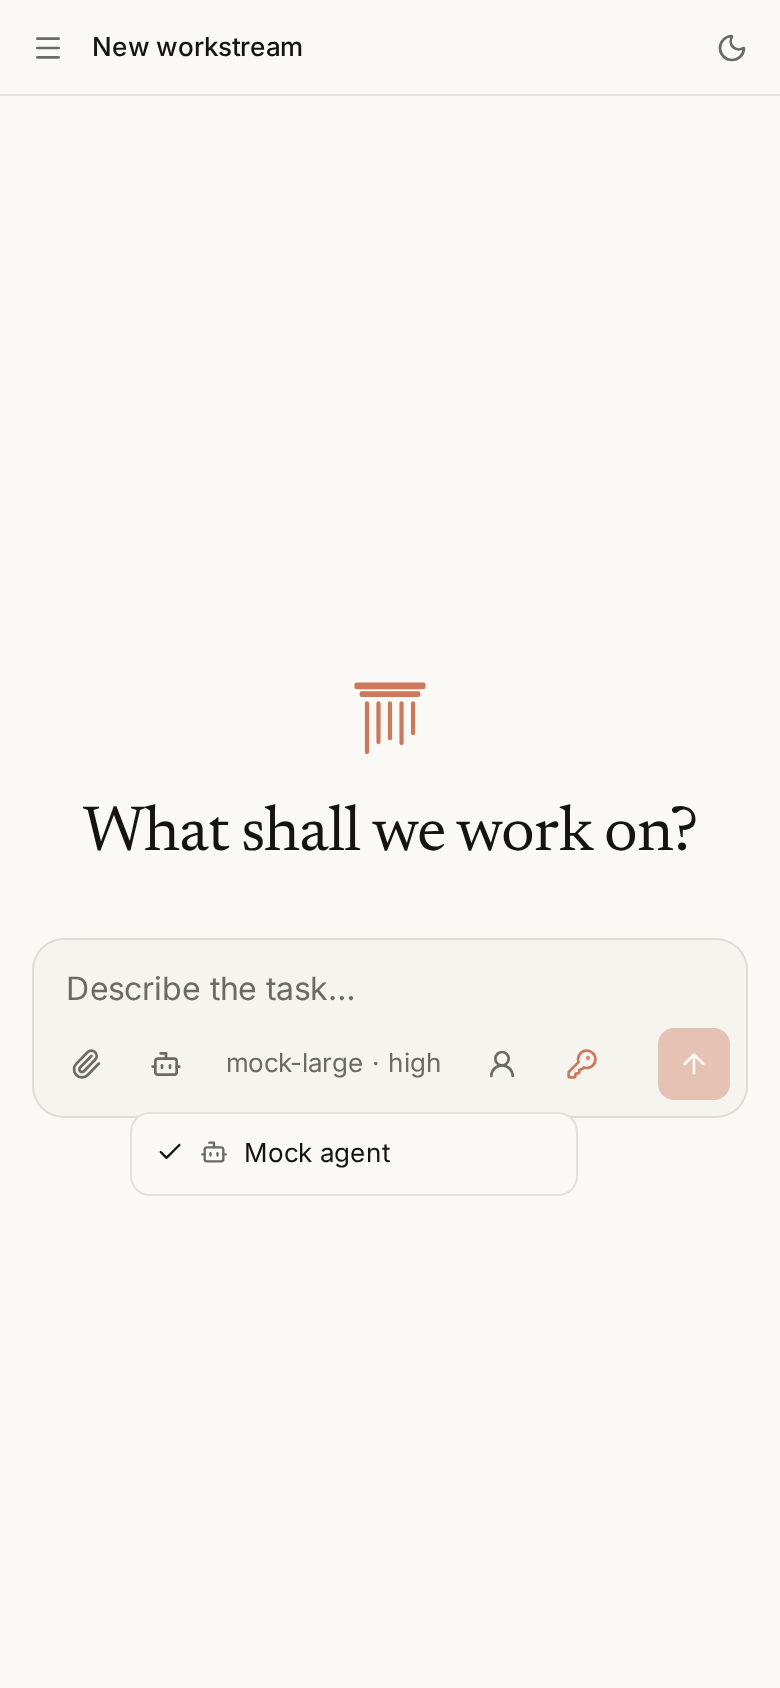 New workstream
What shall we work on?
Describe the task...
mock-large · high
Mock agent